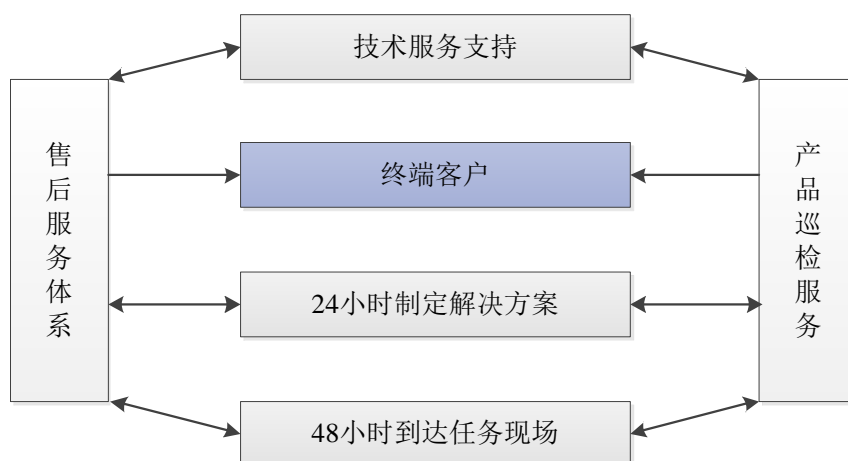 技术服务支持
售后服务体系
终端客户
产品巡检服务
24小时制定解决方案
48小时到达任务现场